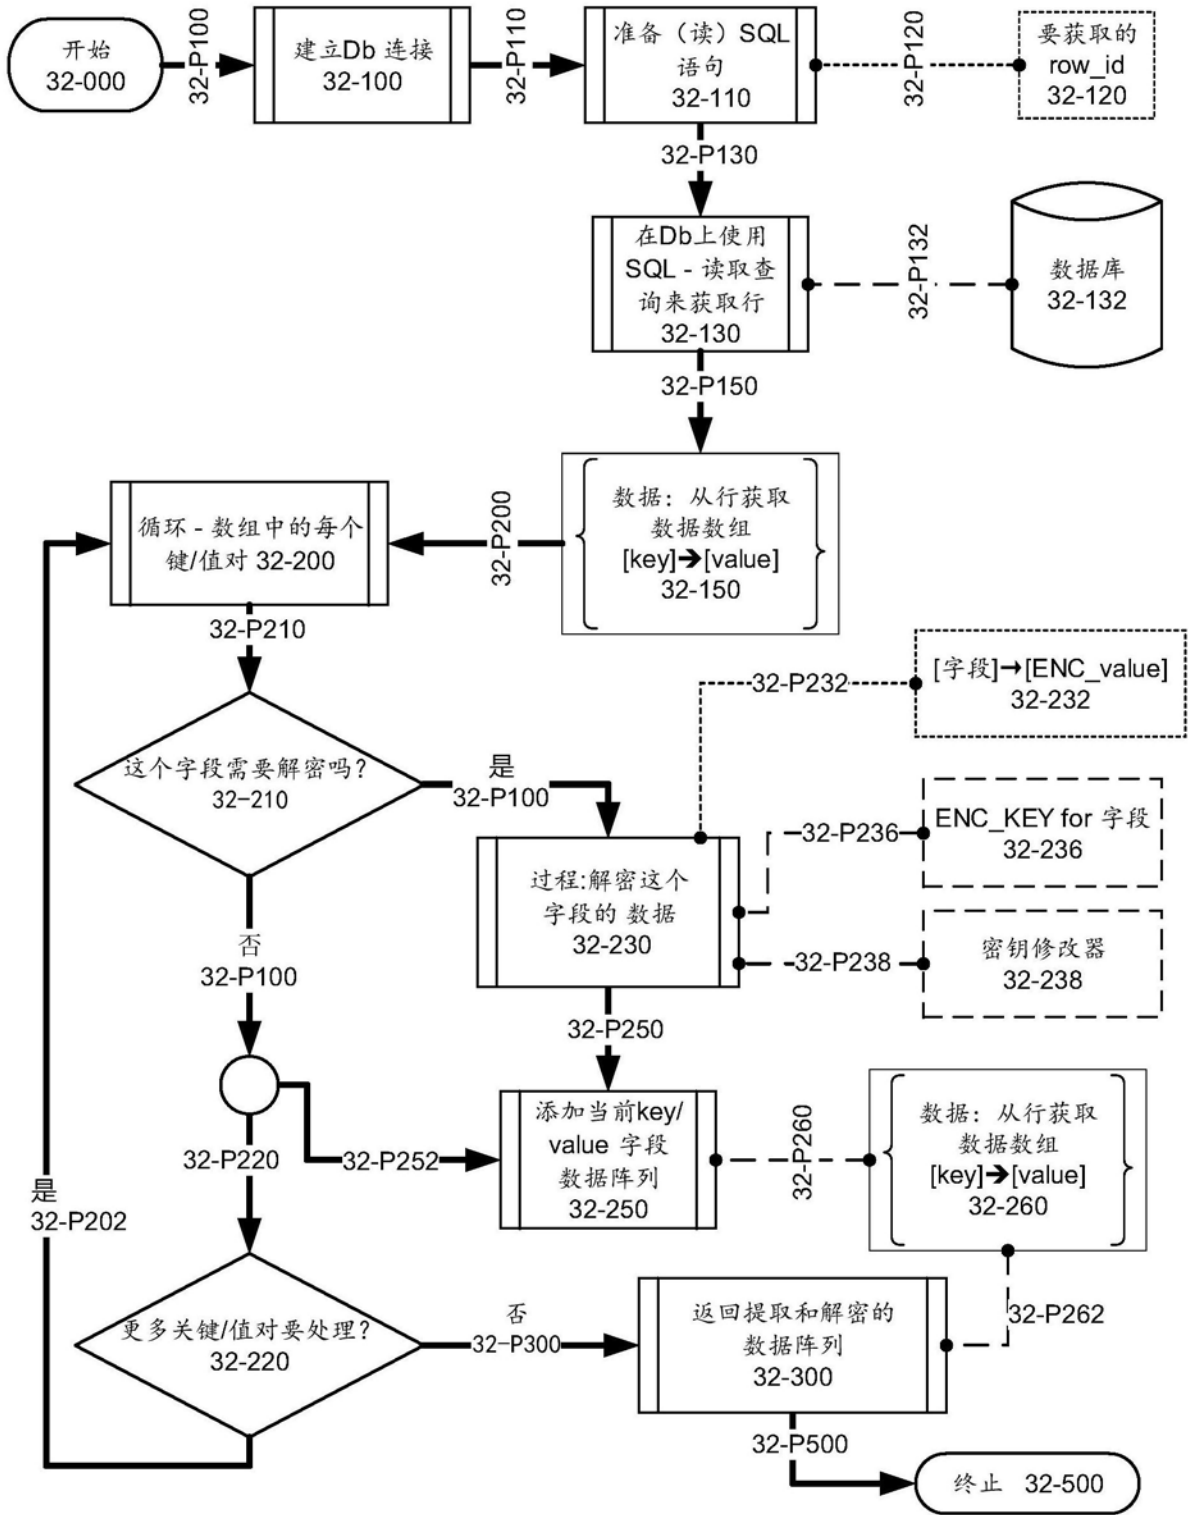 开始
32-000
32-P100
建立Db 连接
32-100
32-P110
准备（读）SQL
语句
32-110
32-P120
要获取的
row_id
32-120
32-P130
在Db上使用
SQL - 读取查
询来获取行
32-130
32-P132
数据库
32-132
32-P150
数据：从行获取
数据数组
[key]➔[value]
32-150
32-P200
循环 - 数组中的每个
键/值对 32-200
32-P210
这个字段需要解密吗?
32-210
是
32-P100
32-P232
[字段]→[ENC_value]
32-232
32-P236
ENC_KEY for 字段
32-236
过程:解密这个
字段的 数据
32-230
32-P238
密钥修改器
32-238
否
32-P100
32-P250
添加当前key/
value 字段
数据阵列
32-250
32-P252
32-P260
数据：从行获取
数据数组
[key]➔[value]
32-260
32-P220
是
32-P202
更多关键/值对要处理?
32-220
否
32-P300
返回提取和解密的
数据阵列
32-300
32-P262
32-P500
终止 32-500